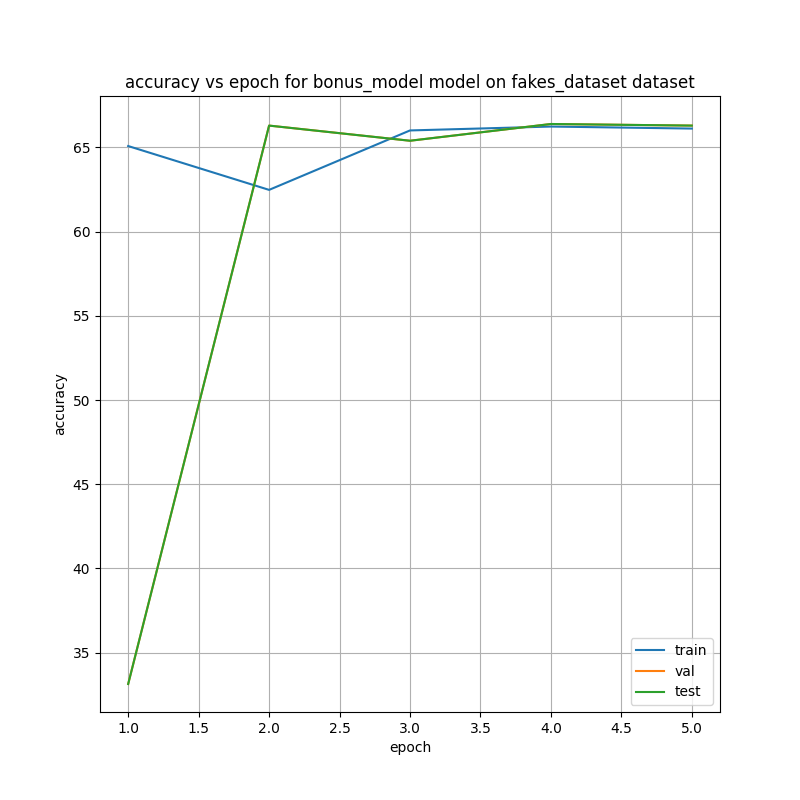 accuracy vs epoch for bonus_model model on fakes_dataset dataset
65
60
55
50
45
40
35
accuracy
train
val
test
1.0 1.5 2.0 2.5 3.0 3.5 4.0 4.5 5.0
epoch